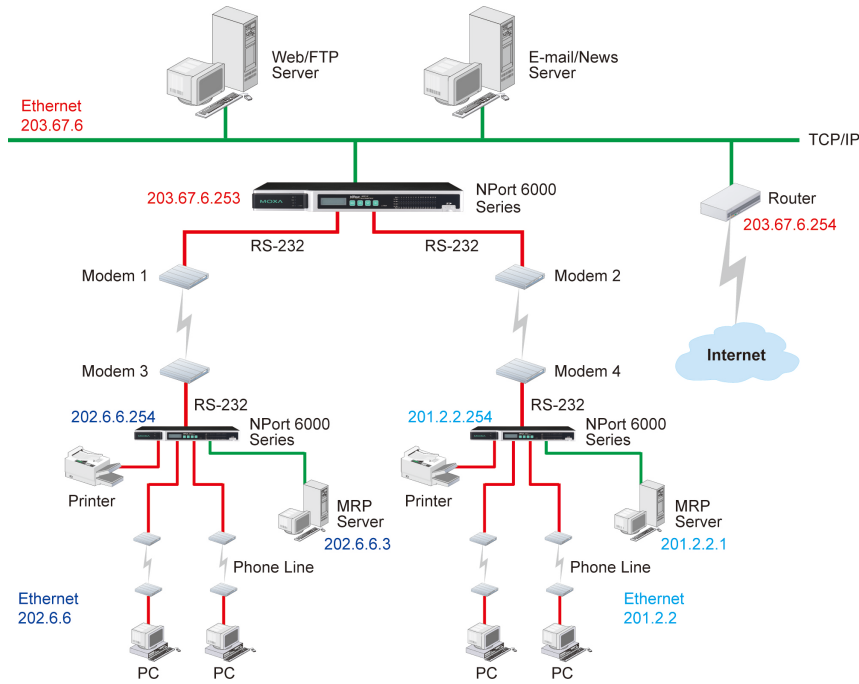 Web/FTP
Server
E-mail/News
Server
Ethernet
203.67.6
TCP/IP
203.67.6.253
MOXA
NPort 6000
Series
Router
203.67.6.254
RS-232
RS-232
Modem 1
Modem 2
Internet
Modem 3
Modem 4
RS-232
RS-232
202.6.6.254
NPort 6000
Series
201.2.2.254
NPort 6000
Series
Printer
MRP
Server
202.6.6.3
Printer
MRP
Server
201.2.2.1
Phone Line
Phone Line
Ethernet
202.6.6
Ethernet
201.2.2
PC
PC
PC
PC